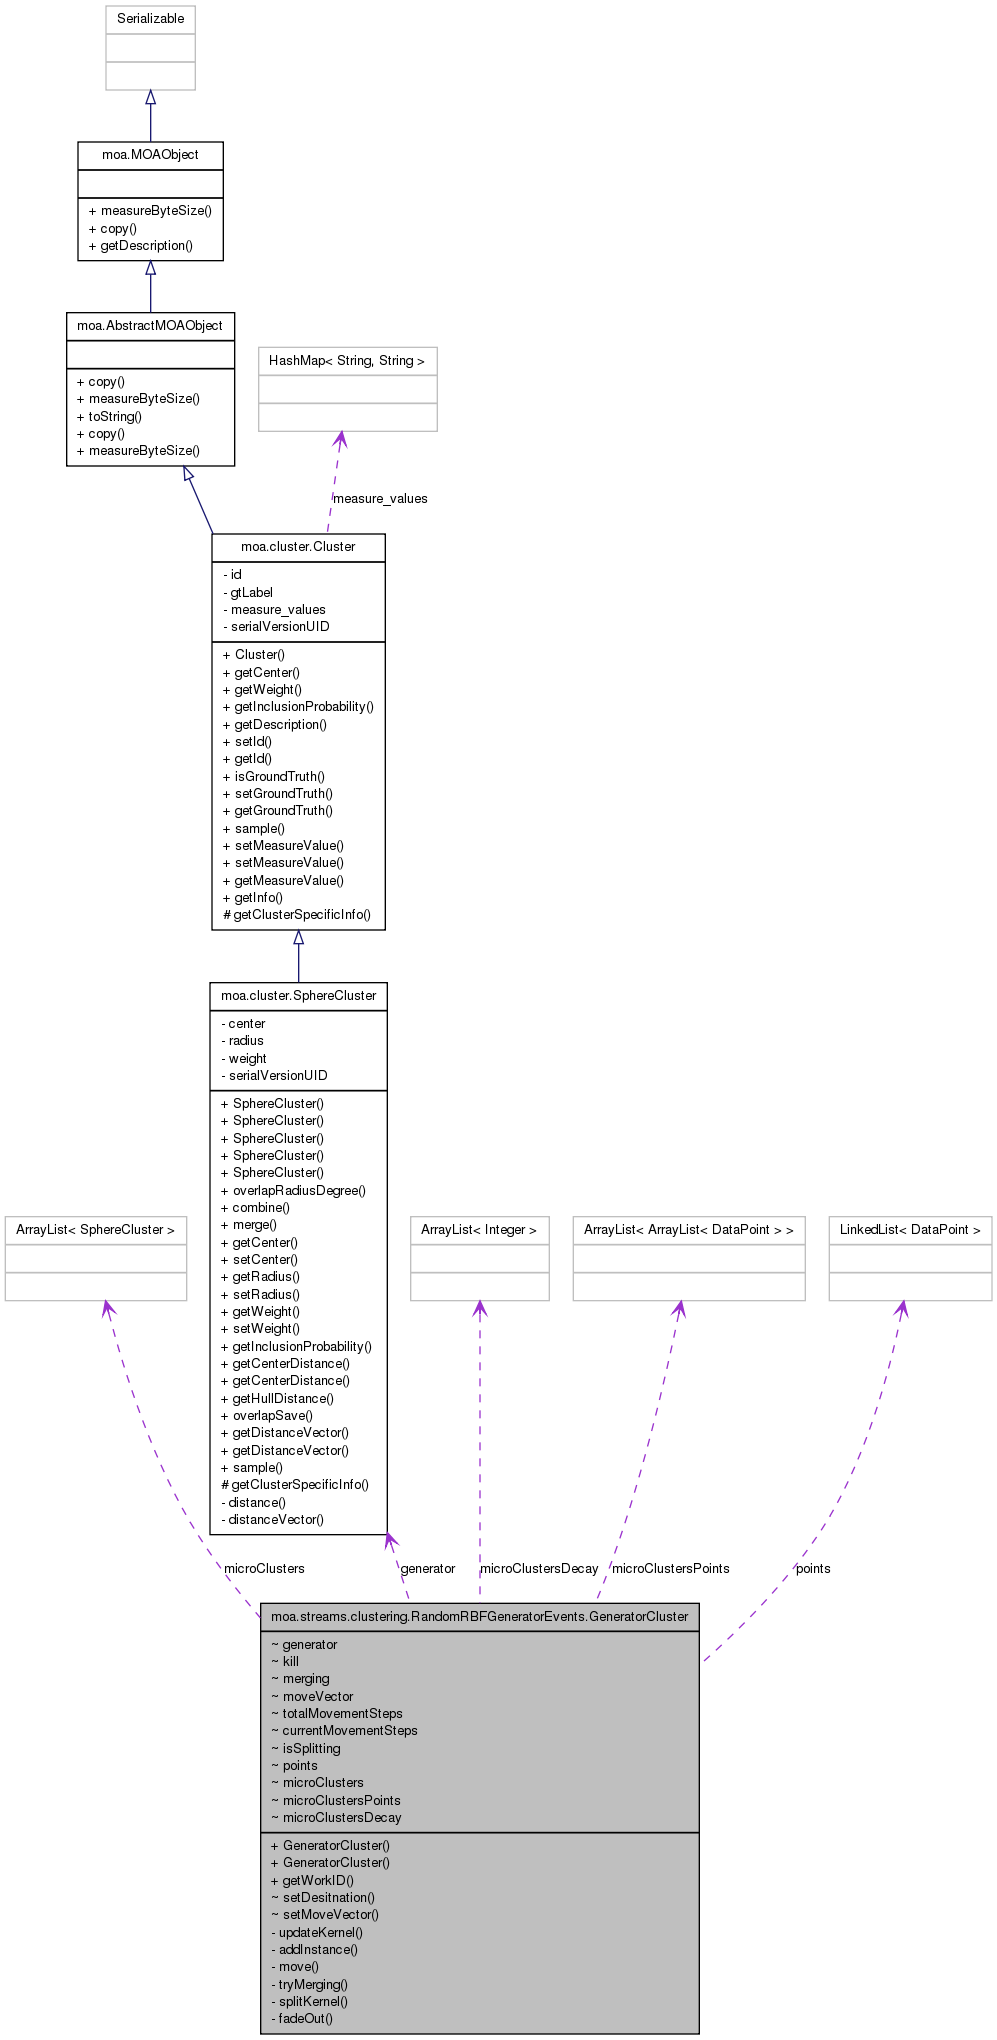 Serializable
moa.MOAObject
+ measureByteSize()
+ copy()
+ getDescription()
moa.AbstractMOAObject
+ copy()
+ measureByteSize()
+ toString()
+ copy()
+ measureByteSize()
HashMap< String, String >
measure_values
moa.cluster.Cluster
- id
- gtLabel
- measure_values
- serialVersionUID
+ Cluster()
+ getCenter()
+ getWeight()
+ getInclusionProbability()
+ getDescription()
+ setId()
+ getId()
+ isGroundTruth()
+ setGroundTruth()
+ getGroundTruth()
+ sample()
+ setMeasureValue()
+ setMeasureValue()
+ getMeasureValue()
+ getInfo()
# getClusterSpecificInfo()
moa.cluster.SphereCluster
- center
- radius
- weight
- serialVersionUID
+ SphereCluster()
+ SphereCluster()
+ SphereCluster()
+ SphereCluster()
+ SphereCluster()
+ overlapRadiusDegree()
+ combine()
+ merge()
+ getCenter()
+ setCenter()
+ getRadius()
+ setRadius()
+ getWeight()
+ setWeight()
+ getInclusionProbability()
+ getCenterDistance()
+ getCenterDistance()
+ getHullDistance()
+ overlapSave()
+ getDistanceVector()
+ getDistanceVector()
+ sample()
# getClusterSpecificInfo()
- distance()
- distanceVector()
ArrayList< SphereCluster >
ArrayList< Integer >
ArrayList< ArrayList< DataPoint > >
LinkedList< DataPoint >
microClusters
generator
microClustersDecay
microClustersPoints
points
moa.streams.clustering.RandomRBFGeneratorEvents.GeneratorCluster
~ generator
~ kill
~ merging
~ moveVector
~ totalMovementSteps
~ currentMovementSteps
~ isSplitting
~ points
~ microClusters
~ microClustersPoints
~ microClustersDecay
+ GeneratorCluster()
+ GeneratorCluster()
+ getWorkID()
~ setDesitnation()
~ setMoveVector()
- updateKernel()
- addInstance()
- move()
- tryMerging()
- splitKernel()
- fadeOut()